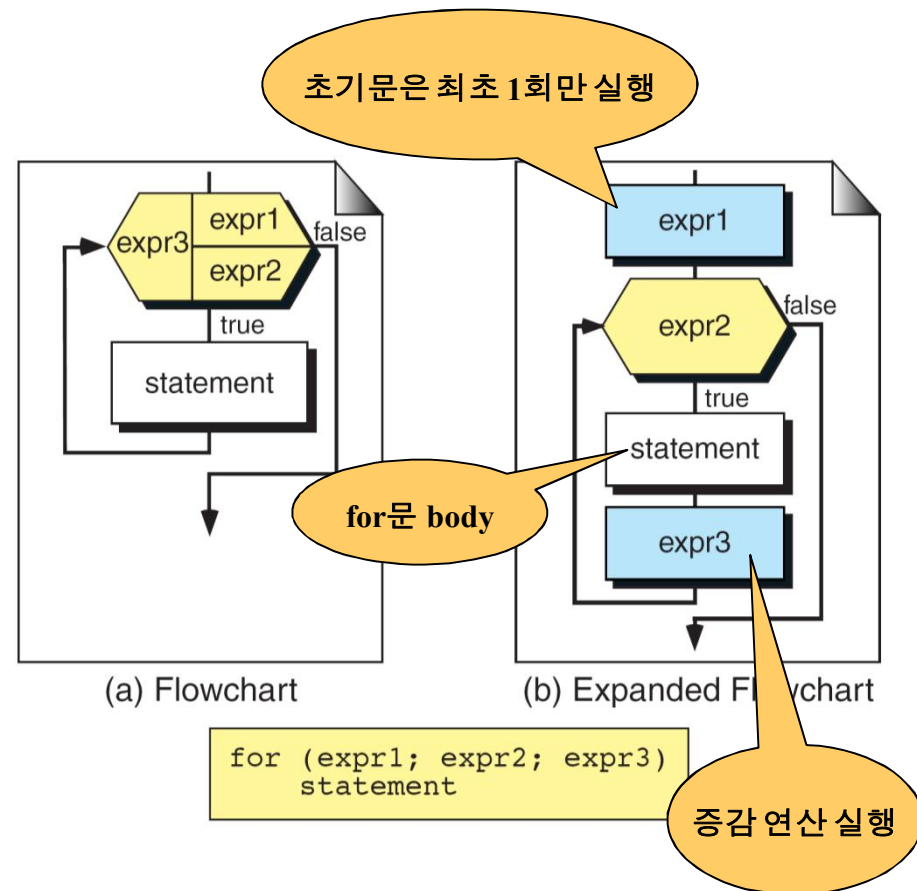 초기문은 최초 1회만 실행
expr3
expr1
expr2
false
true
statement
(a) Flowchart
expr1
expr2
false
true
statement
for문 body
expr3
(b) Expanded Fl chart
for (expr1; expr2; expr3)
statement
증감 연산 실행